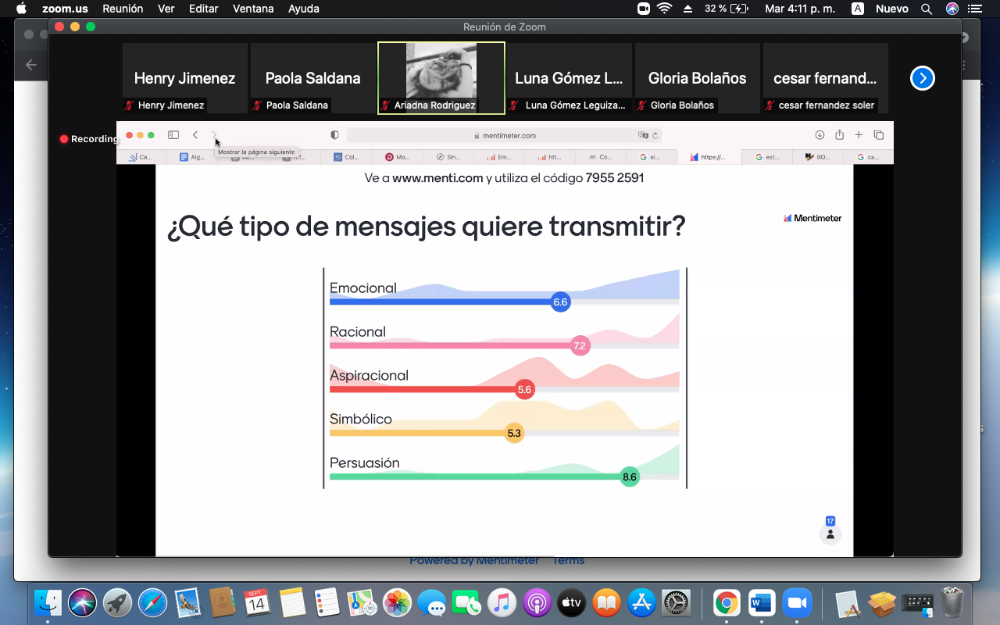 zoom.us Reunión Ver Editar Ventana Ayuda 32 % Mar 4:11 p. m. A Nuevo
Reunión de Zoom
Henry Jimenez Paola Saldana Luna Gómez L... Gloria Bolaños cesar fernand...
Henry Jimenez Paola Saldana Ariadna Rodriguez Luna Gómez Leguiza... Gloria Bolaños cesar fernandez soler
Recording
mentimeter.com
Mostrar la página siguiente
Ca... Alg... Col... Mo... Sin... Em... htt... Co... el... https://... est... BO... ca...
Ve a www.menti.com y utiliza el código 7955 2591
¿Qué tipo de mensajes quiere transmitir?
Mentimeter
Emocional
6.6
Racional
7.2
Aspiracional
5.6
Simbólico
5.3
Persuasión
8.6
17
Powered by Mentimeter Terms
SEPT.
14
tv